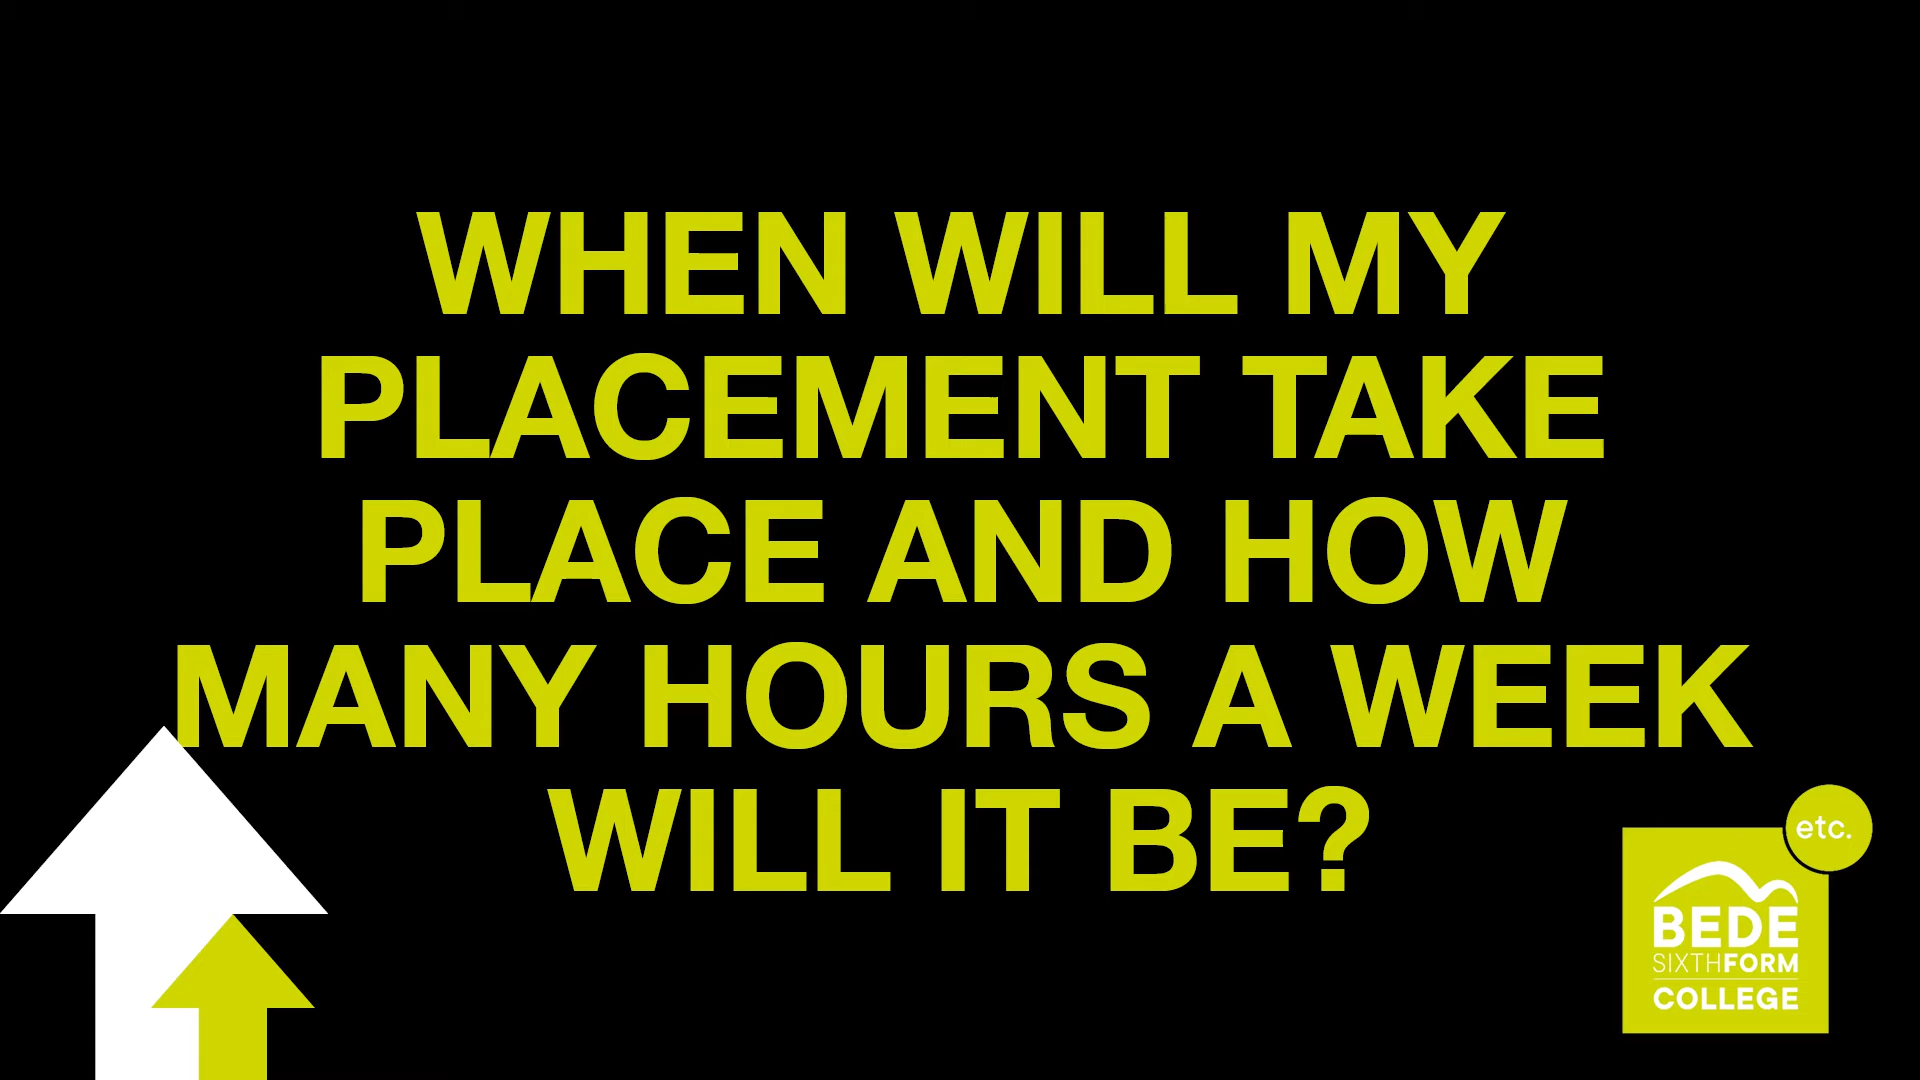 WHEN WILL MY
PLACEMENT TAKE
PLACE AND HOW
MANY HOURS A WEEK
WILL IT BE?
etc.
BEDE
SIXTHFORM
COLLEGE